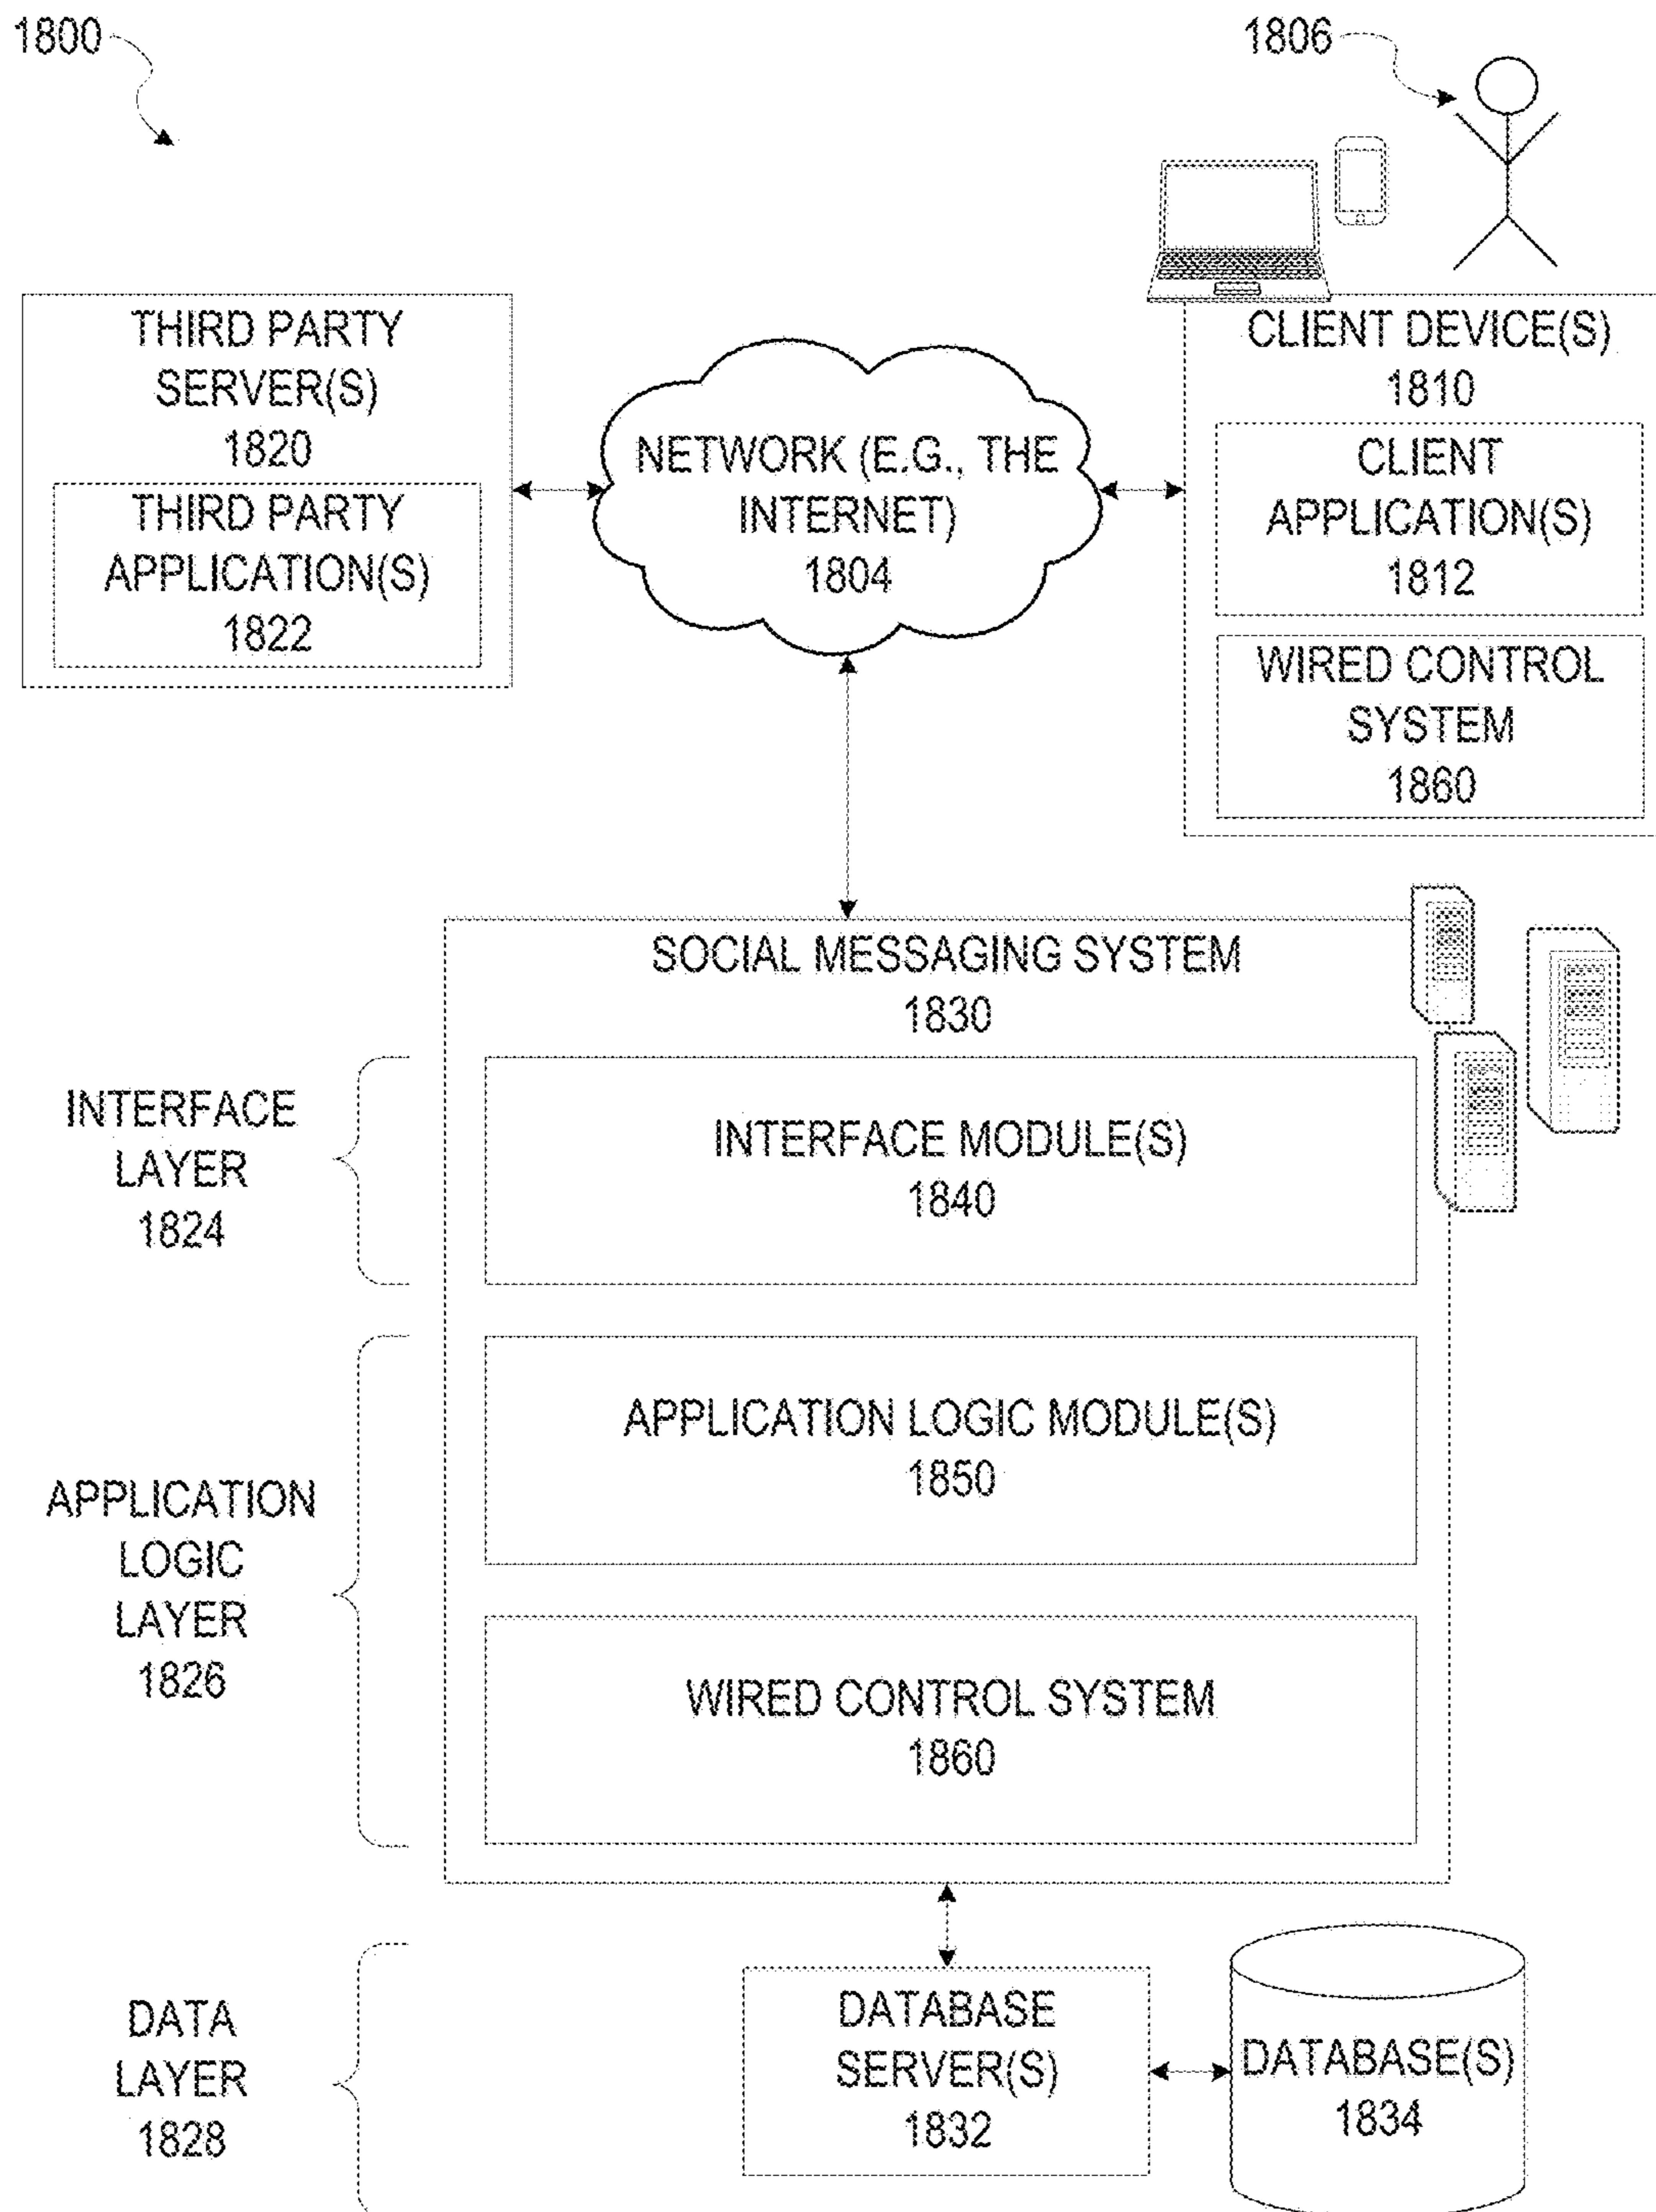 1800
1806
THIRD PARTY
SERVER(S)
1820
THIRD PARTY
APPLICATION(S)
1822
NETWORK (E.G., THE
INTERNET)
1804
CLIENT DEVICE(S)
1810
CLIENT
APPLICATION(S)
1812
WIRED CONTROL
SYSTEM
1860
SOCIAL MESSAGING SYSTEM
1830
INTERFACE
LAYER
1824
INTERFACE MODULE(S)
1840
APPLICATION
LOGIC
LAYER
1826
APPLICATION LOGIC MODULE(S)
1850
WIRED CONTROL SYSTEM
1860
DATA
LAYER
1828
DATABASE
SERVER(S)
1832
DATABASE(S)
1834